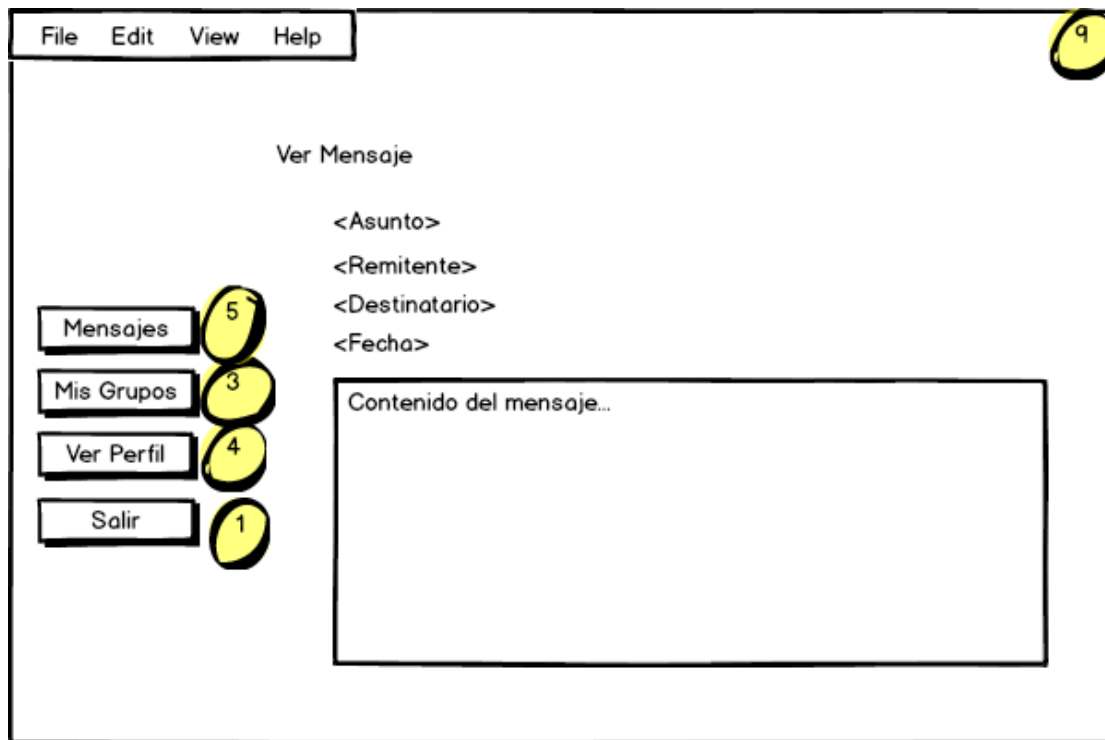 File Edit View Help
9
Ver Mensaje
<Asunto>
<Remitente>
<Destinatario>
<Fecha>
Mensajes 5
Mis Grupos 3
Ver Perfil 4
Salir 1
Contenido del mensaje...